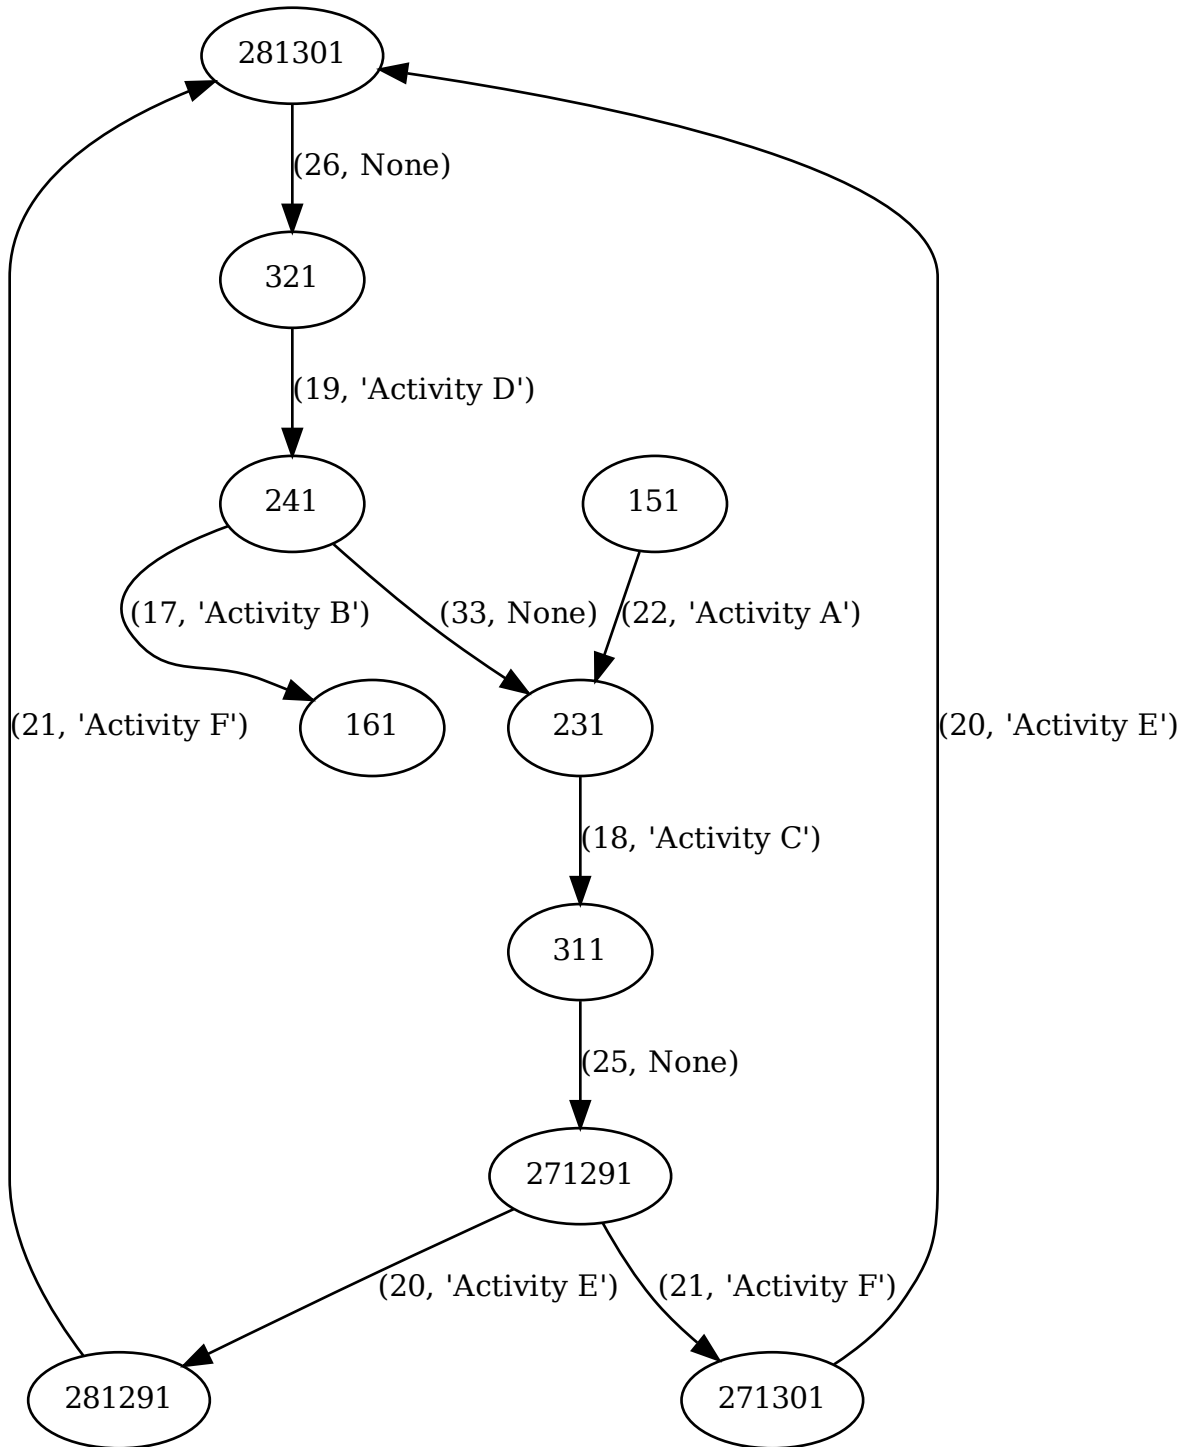 281301
(26, None)
321
(19, 'Activity D')
241
151
(17, 'Activity B')
(33, None)
(22, 'Activity A')
(21, 'Activity F')
161
231
(20, 'Activity E')
(18, 'Activity C')
311
(25, None)
271291
(20, 'Activity E')
(21, 'Activity F')
281291
271301